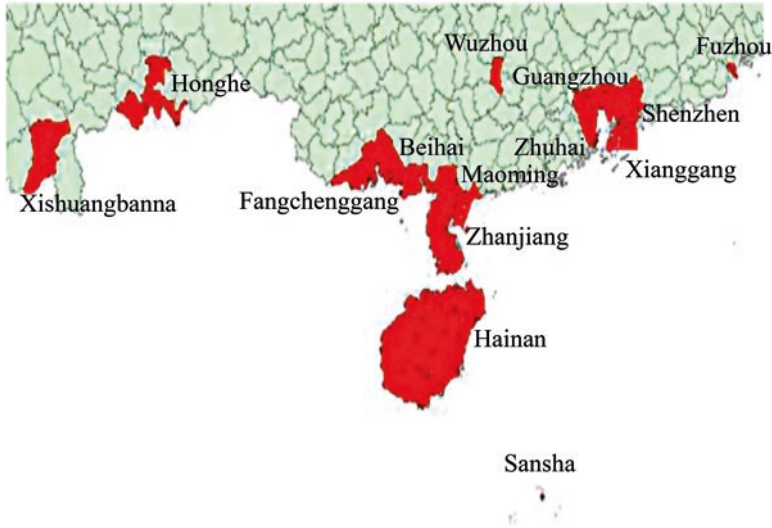 Wuzhou
Fuzhou
Honghe
Guangzhou
Shenzhen
Beihai
Zhuhai
Maoming
Xianggang
Xishuangbanna
Fangchenggang
Zhanjiang
Hainan
Sansha